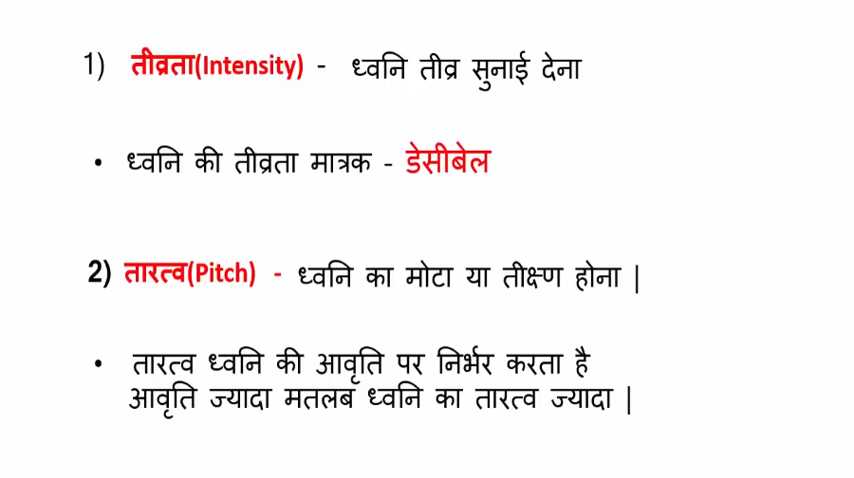 1) तीव्रता(Intensity) - ध्वनि तीव्र सुनाई देना
• ध्वनि की तीव्रता मात्रक - डेसीबेल
2) तारत्व(Pitch) - ध्वनि का मोटा या तीक्ष्ण होना |
• तारत्व ध्वनि की आवृति पर निर्भर करता है
आवृति ज्यादा मतलब ध्वनि का तारत्व ज्यादा |